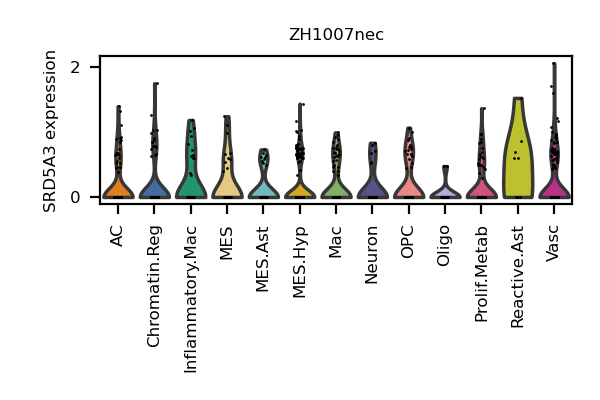 ZH1007nec
SRD5A3 expression
2
0
AC
Chromatin.Reg
Inflammatory.Mac
MES
MES.Ast
MES.Hyp
Mac
Neuron
OPC
Oligo
Prolif.Metab
Reactive.Ast
Vasc